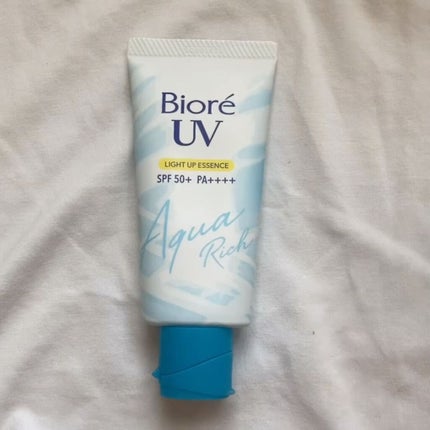 Bioré
UV
LIGHT UP ESSENCE
SPF 50+ PA++++
Aqua
Rich